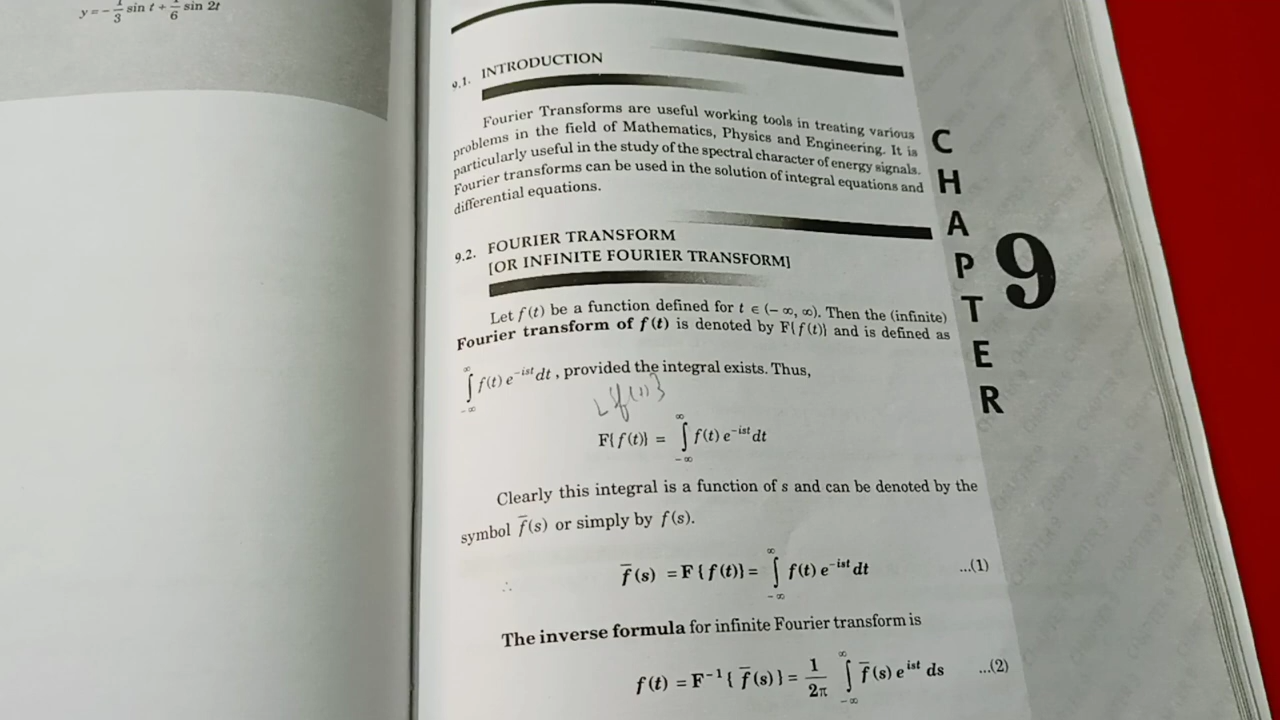 y = – 1/3 sin t + 1/6 sin 2t
9.1. INTRODUCTION
Fourier Transforms are useful working tools in treating various
problems in the field of Mathematics, Physics and Engineering. It is
particularly useful in the study of the spectral character of energy signals.
Fourier transforms can be used in the solution of integral equations and
differential equations.
9.2. FOURIER TRANSFORM
[OR INFINITE FOURIER TRANSFORM]
Let f(t) be a function defined for t ∈ (– ∞, ∞). Then the (infinite)
Fourier transform of f(t) is denoted by F{f(t)} and is defined as
∫_{-∞}^{∞} f(t) e^{-ist} dt , provided the integral exists. Thus,
F{f(t)} = ∫_{-∞}^{∞} f(t) e^{-ist} dt
Clearly this integral is a function of s and can be denoted by the
symbol f̄(s) or simply by f(s).
∴ f̄(s) = F{f(t)} = ∫_{-∞}^{∞} f(t) e^{-ist} dt ...(1)
The inverse formula for infinite Fourier transform is
f(t) = F^{-1}{ f̄(s)} = 1/2π ∫_{-∞}^{∞} f̄(s) e^{ist} ds ...(2)
CHAPTER
9